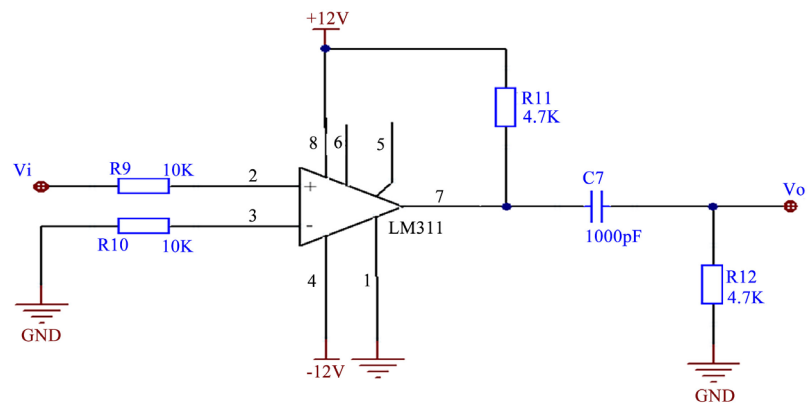 +12V
R11
4.7K
8
6
5
Vi
R9
10K
2
+
7
C7
Vo
3
-
R10
10K
LM311
1000pF
4
1
R12
4.7K
GND
-12V
GND